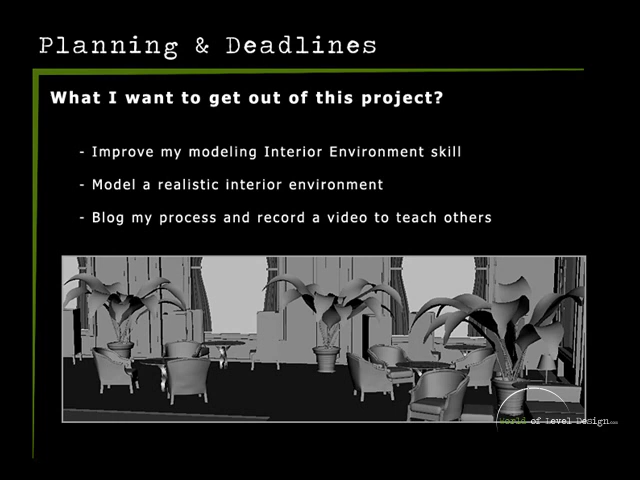 Planning & Deadlines
What I want to get out of this project?
- Improve my modeling Interior Environment skill
- Model a realistic interior environment
- Blog my process and record a video to teach others
World of Level Design.com